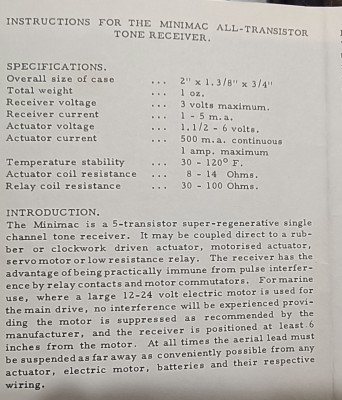 INSTRUCTIONS FOR THE MINIMAC ALL-TRANSISTOR
TONE RECEIVER.
SPECIFICATIONS.
Overall size of case ... 2" x 1.3/8" x 3/4"
Total weight ... 1 oz.
Receiver voltage ... 3 volts maximum.
Receiver current ... 1 - 5 m.a.
Actuator voltage ... 1.1/2 - 6 volts.
Actuator current ... 500 m.a. continuous
1 amp. maximum
Temperature stability ... 30 - 120° F.
Actuator coil resistance ... 8 - 14 Ohms.
Relay coil resistance ... 30 - 100 Ohms.
INTRODUCTION.
The Minimac is a 5-transistor super-regenerative single
channel tone receiver. It may be coupled direct to a rub-
ber or clockwork driven actuator, motorised actuator,
servo motor or low resistance relay. The receiver has the
advantage of being practically immune from pulse interfer-
ence by relay contacts and motor commutators. For marine
use, where a large 12-24 volt electric motor is used for
the main drive, no interference will be experienced provi-
ding the motor is suppressed as recommended by the
manufacturer, and the receiver is positioned at least 6
inches from the motor. At all times the aerial lead must
be suspended as far away as conveniently possible from any
actuator, electric motor, batteries and their respective
wiring.